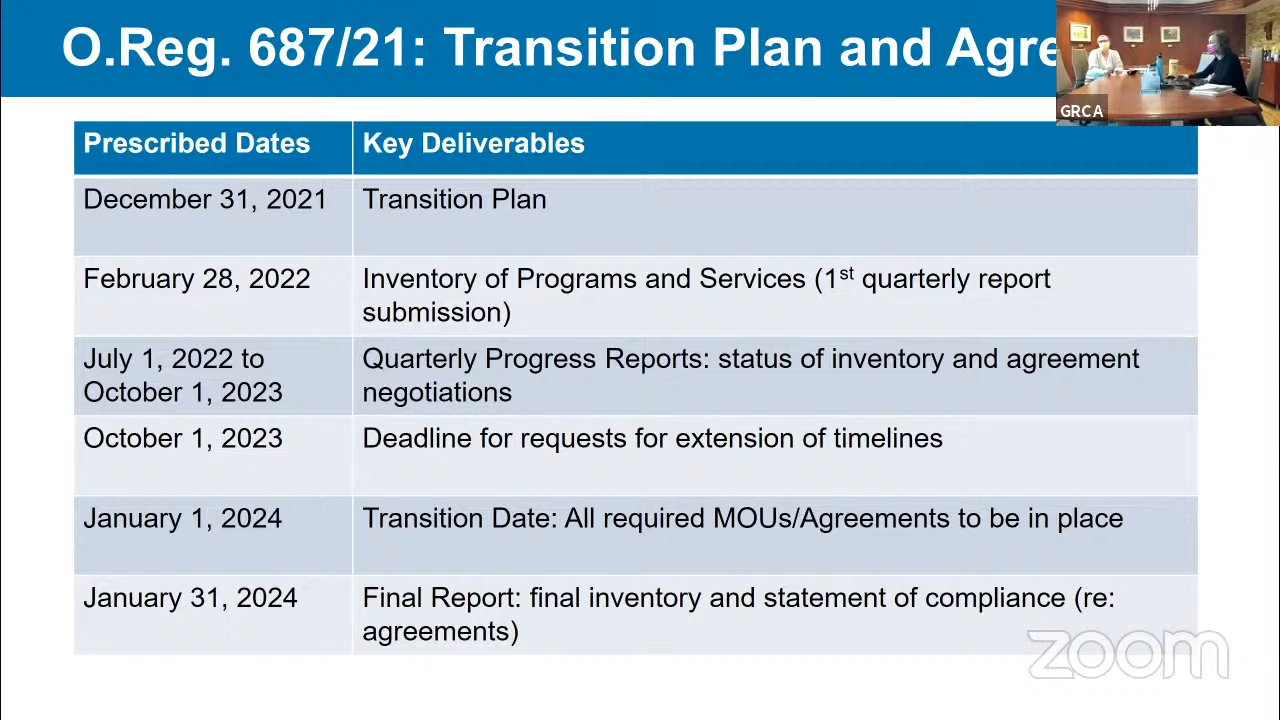 O.Reg. 687/21: Transition Plan and Agre
GRCA
Prescribed Dates
Key Deliverables
December 31, 2021
Transition Plan
February 28, 2022
Inventory of Programs and Services (1st quarterly report
submission)
July 1, 2022 to
October 1, 2023
Quarterly Progress Reports: status of inventory and agreement
negotiations
October 1, 2023
Deadline for requests for extension of timelines
January 1, 2024
Transition Date: All required MOUs/Agreements to be in place
January 31, 2024
Final Report: final inventory and statement of compliance (re:
agreements)
zoom